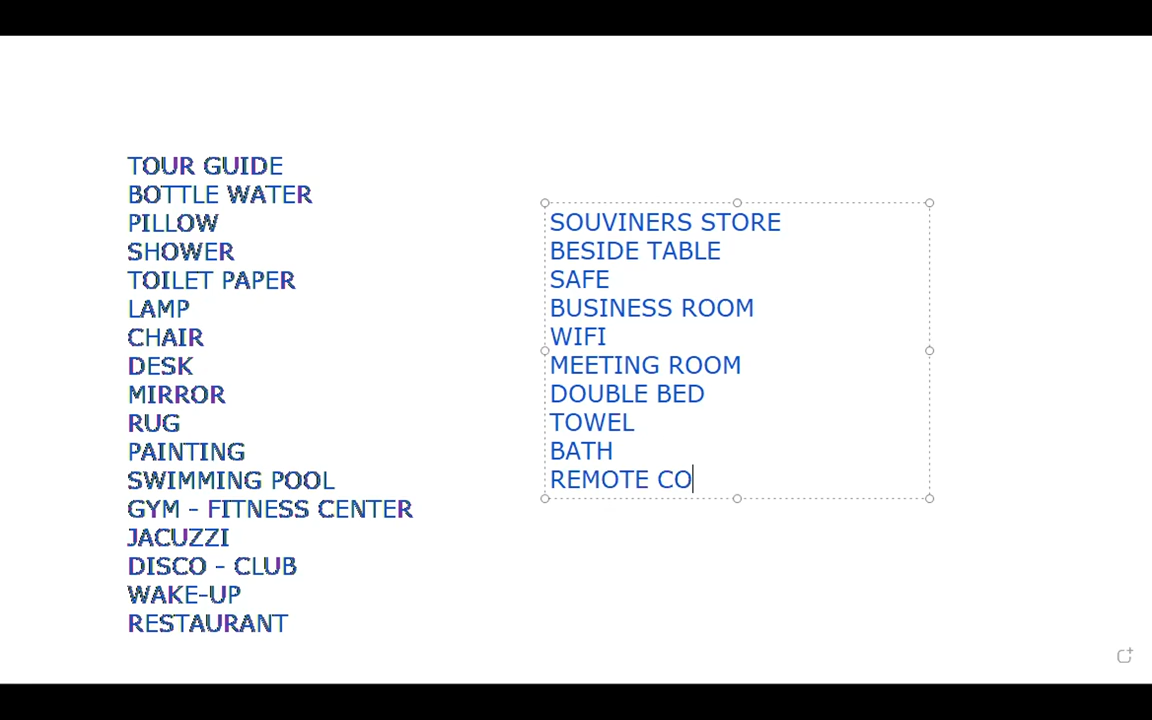 TOUR GUIDE
BOTTLE WATER
PILLOW
SHOWER
TOILET PAPER
LAMP
CHAIR
DESK
MIRROR
RUG
PAINTING
SWIMMING POOL
GYM - FITNESS CENTER
JACUZZI
DISCO - CLUB
WAKE-UP
RESTAURANT
SOUVINERS STORE
BESIDE TABLE
SAFE
BUSINESS ROOM
WIFI
MEETING ROOM
DOUBLE BED
TOWEL
BATH
REMOTE CO